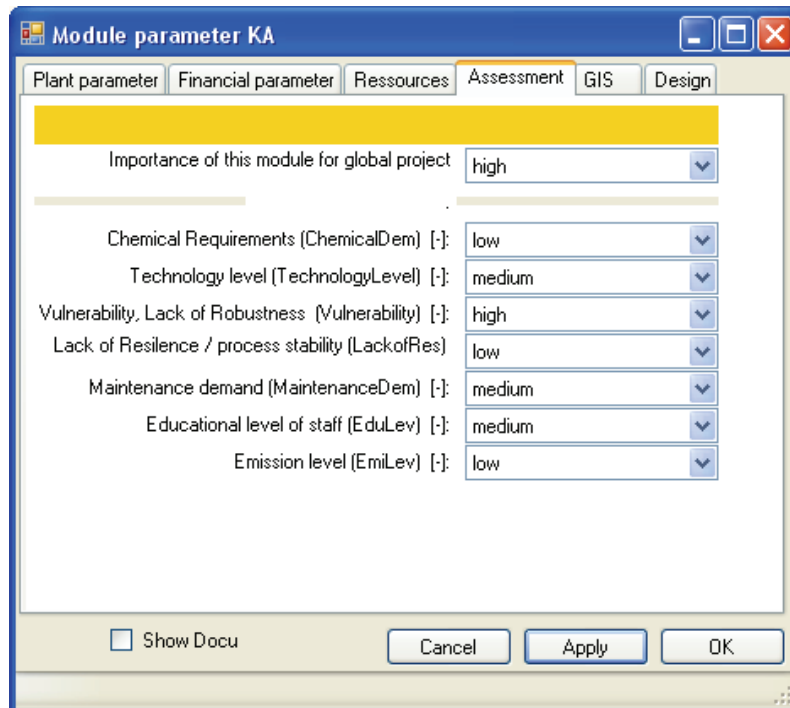 Module parameter KA
Plant parameter Financial parameter Ressources Assessment GIS Design
Importance of this module for global project high
.
Chemical Requirements (ChemicalDem) [-]: low
Technology level (TechnologyLevel) [-]: medium
Vulnerability, Lack of Robustness (Vulnerability) [-]: high
Lack of Resilence / process stability (LackofRes) low
Maintenance demand (MaintenanceDem) [-]: medium
Educational level of staff (EduLev) [-]: medium
Emission level (EmiLev) [-]: low
Show Docu Cancel Apply OK